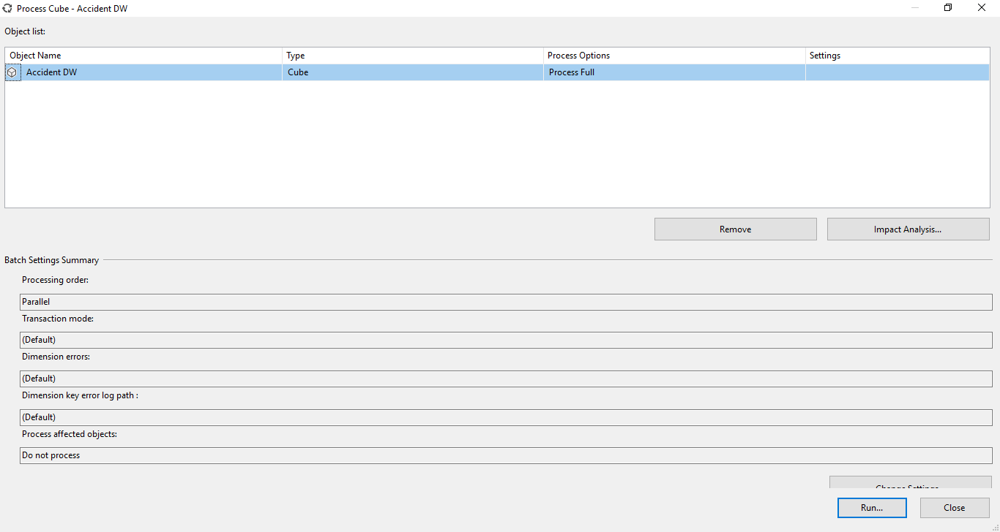 Process Cube - Accident DW
Object list:
Object Name Type Process Options Settings
Accident DW Cube Process Full
Remove Impact Analysis...
Batch Settings Summary
Processing order:
Parallel
Transaction mode:
(Default)
Dimension errors:
(Default)
Dimension key error log path :
(Default)
Process affected objects:
Do not process
Change Settings...
Run... Close